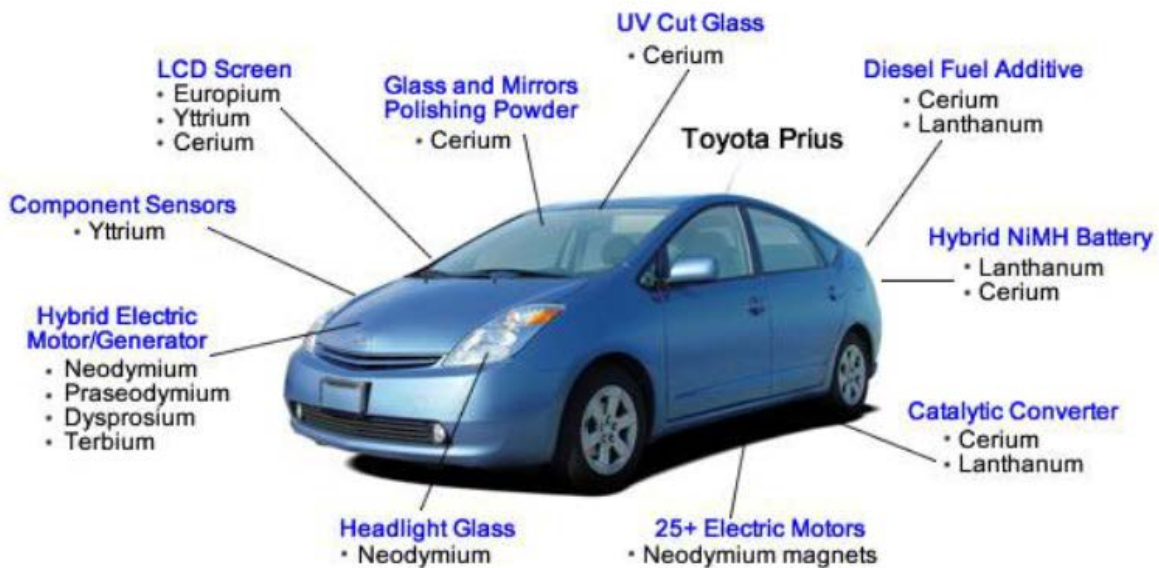 UV Cut Glass
• Cerium
LCD Screen
• Europium
• Yttrium
• Cerium
Glass and Mirrors
Polishing Powder
• Cerium
Diesel Fuel Additive
• Cerium
• Lanthanum
Toyota Prius
Component Sensors
• Yttrium
Hybrid NiMH Battery
• Lanthanum
• Cerium
Hybrid Electric
Motor/Generator
• Neodymium
• Praseodymium
• Dysprosium
• Terbium
Catalytic Converter
• Cerium
• Lanthanum
Headlight Glass
• Neodymium
25+ Electric Motors
• Neodymium magnets